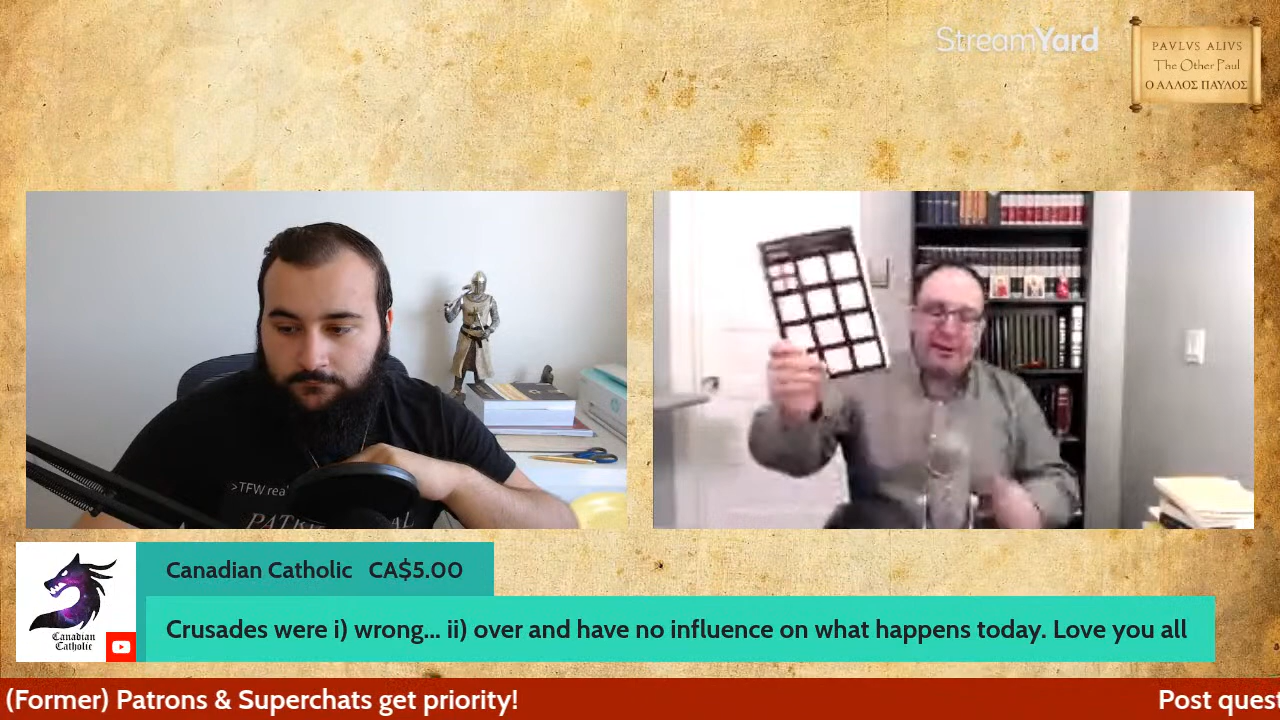 StreamYard
PAVLVS ALIVS
The Other Paul
Ο ΑΛΛΟΣ ΠΑΥΛΟΣ
>TFW rea
Canadian Catholic CA$5.00
Crusades were i) wrong... ii) over and have no influence on what happens today. Love you all
Canadian
Catholic
(Former) Patrons & Superchats get priority!
Post quest